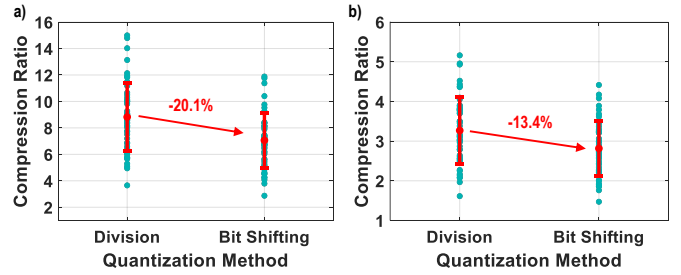 a)
Compression Ratio
16
14
12
10
8
6
4
2
-20.1%
Division
Bit Shifting
Quantization Method
b)
Compression Ratio
6
5
4
3
2
1
-13.4%
Division
Bit Shifting
Quantization Method